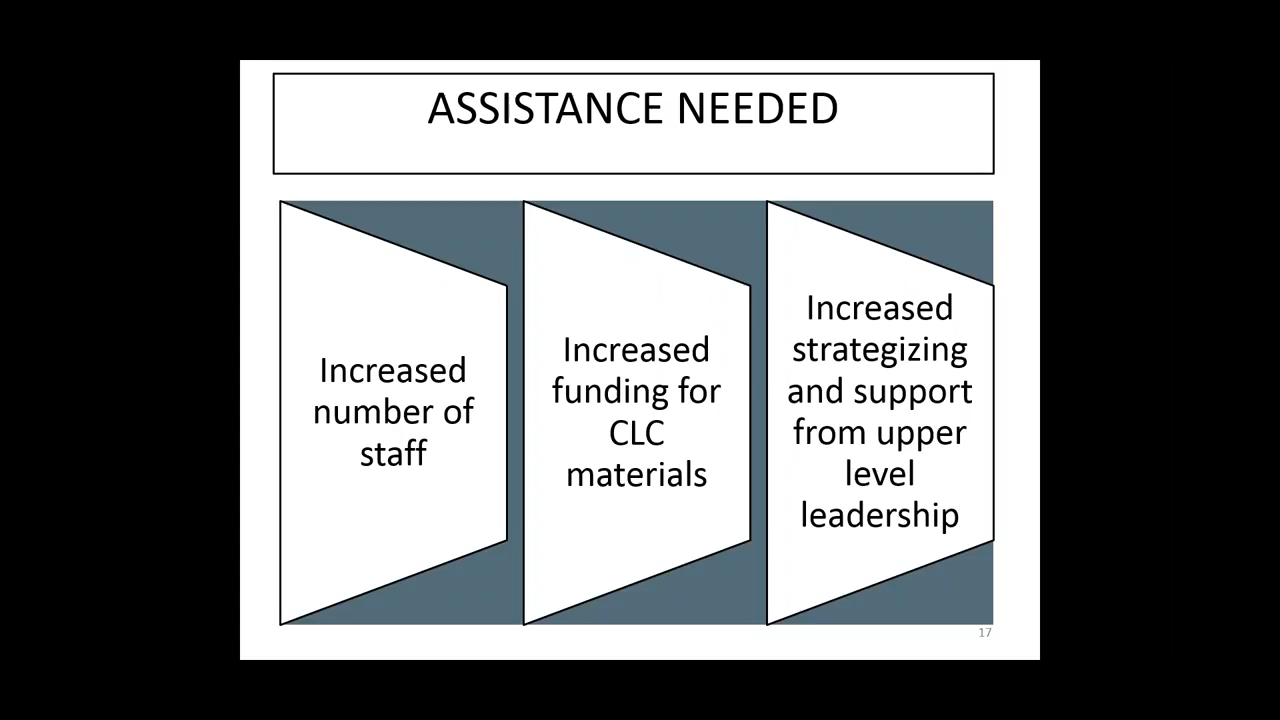 ASSISTANCE NEEDED
Increased
number of
staff
Increased
funding for
CLC
materials
Increased
strategizing
and support
from upper
level
leadership
17